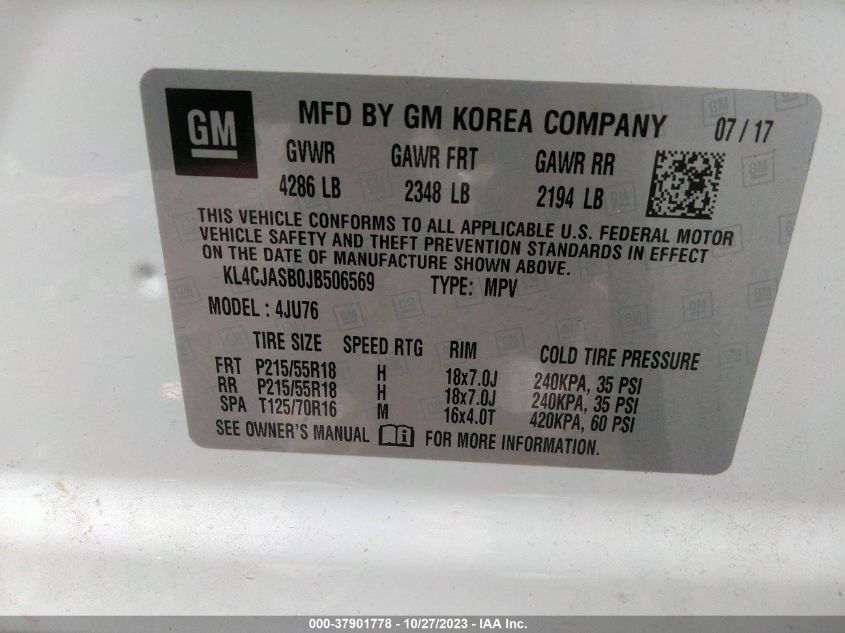 GM
MFD BY GM KOREA COMPANY 07/17
GVWR GAWR FRT GAWR RR
4286 LB 2348 LB 2194 LB
THIS VEHICLE CONFORMS TO ALL APPLICABLE U.S. FEDERAL MOTOR
VEHICLE SAFETY AND THEFT PREVENTION STANDARDS IN EFFECT
ON THE DATE OF MANUFACTURE SHOWN ABOVE.
KL4CJASB0JB506569 TYPE: MPV
MODEL : 4JU76
TIRE SIZE SPEED RTG RIM COLD TIRE PRESSURE
FRT P215/55R18 H 18x7.0J 240KPA, 35 PSI
RR P215/55R18 H 18x7.0J 240KPA, 35 PSI
SPA T125/70R16 M 16x4.0T 420KPA, 60 PSI
SEE OWNER'S MANUAL FOR MORE INFORMATION.
000-37901778 - 10/27/2023 - IAA Inc.